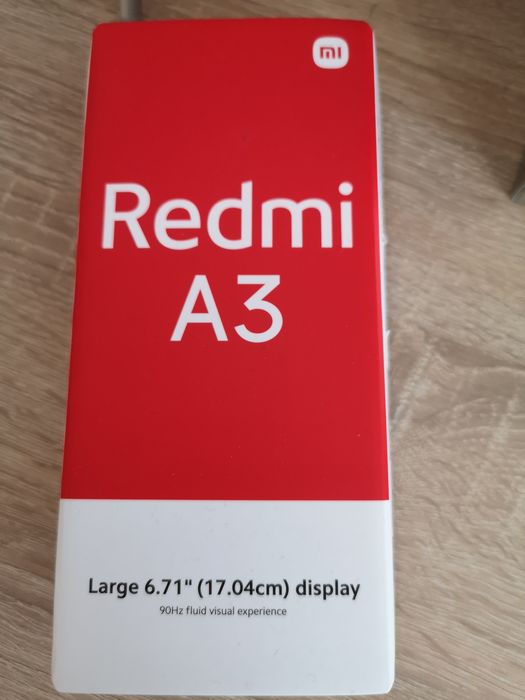 mi
Redmi
A3
Large 6.71" (17.04cm) display
90Hz fluid visual experience